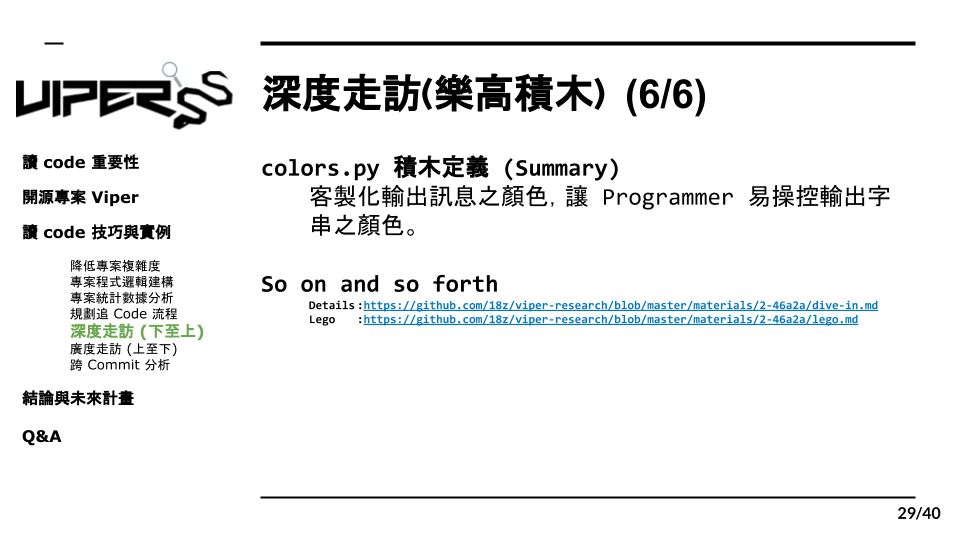 VIPER
深度走訪(樂高積木) (6/6)
讀 code 重要性
開源專案 Viper
讀 code 技巧與實例
降低專案複雜度
專案程式邏輯建構
專案統計數據分析
規劃追 Code 流程
深度走訪 (下至上)
廣度走訪 (上至下)
跨 Commit 分析
結論與未來計畫
Q&A
colors.py 積木定義 (Summary)
客製化輸出訊息之顏色, 讓 Programmer 易操控輸出字
串之顏色。
So on and so forth
Details :https://github.com/18z/viper-research/blob/master/materials/2-46a2a/dive-in.md
Lego :https://github.com/18z/viper-research/blob/master/materials/2-46a2a/lego.md
29/40